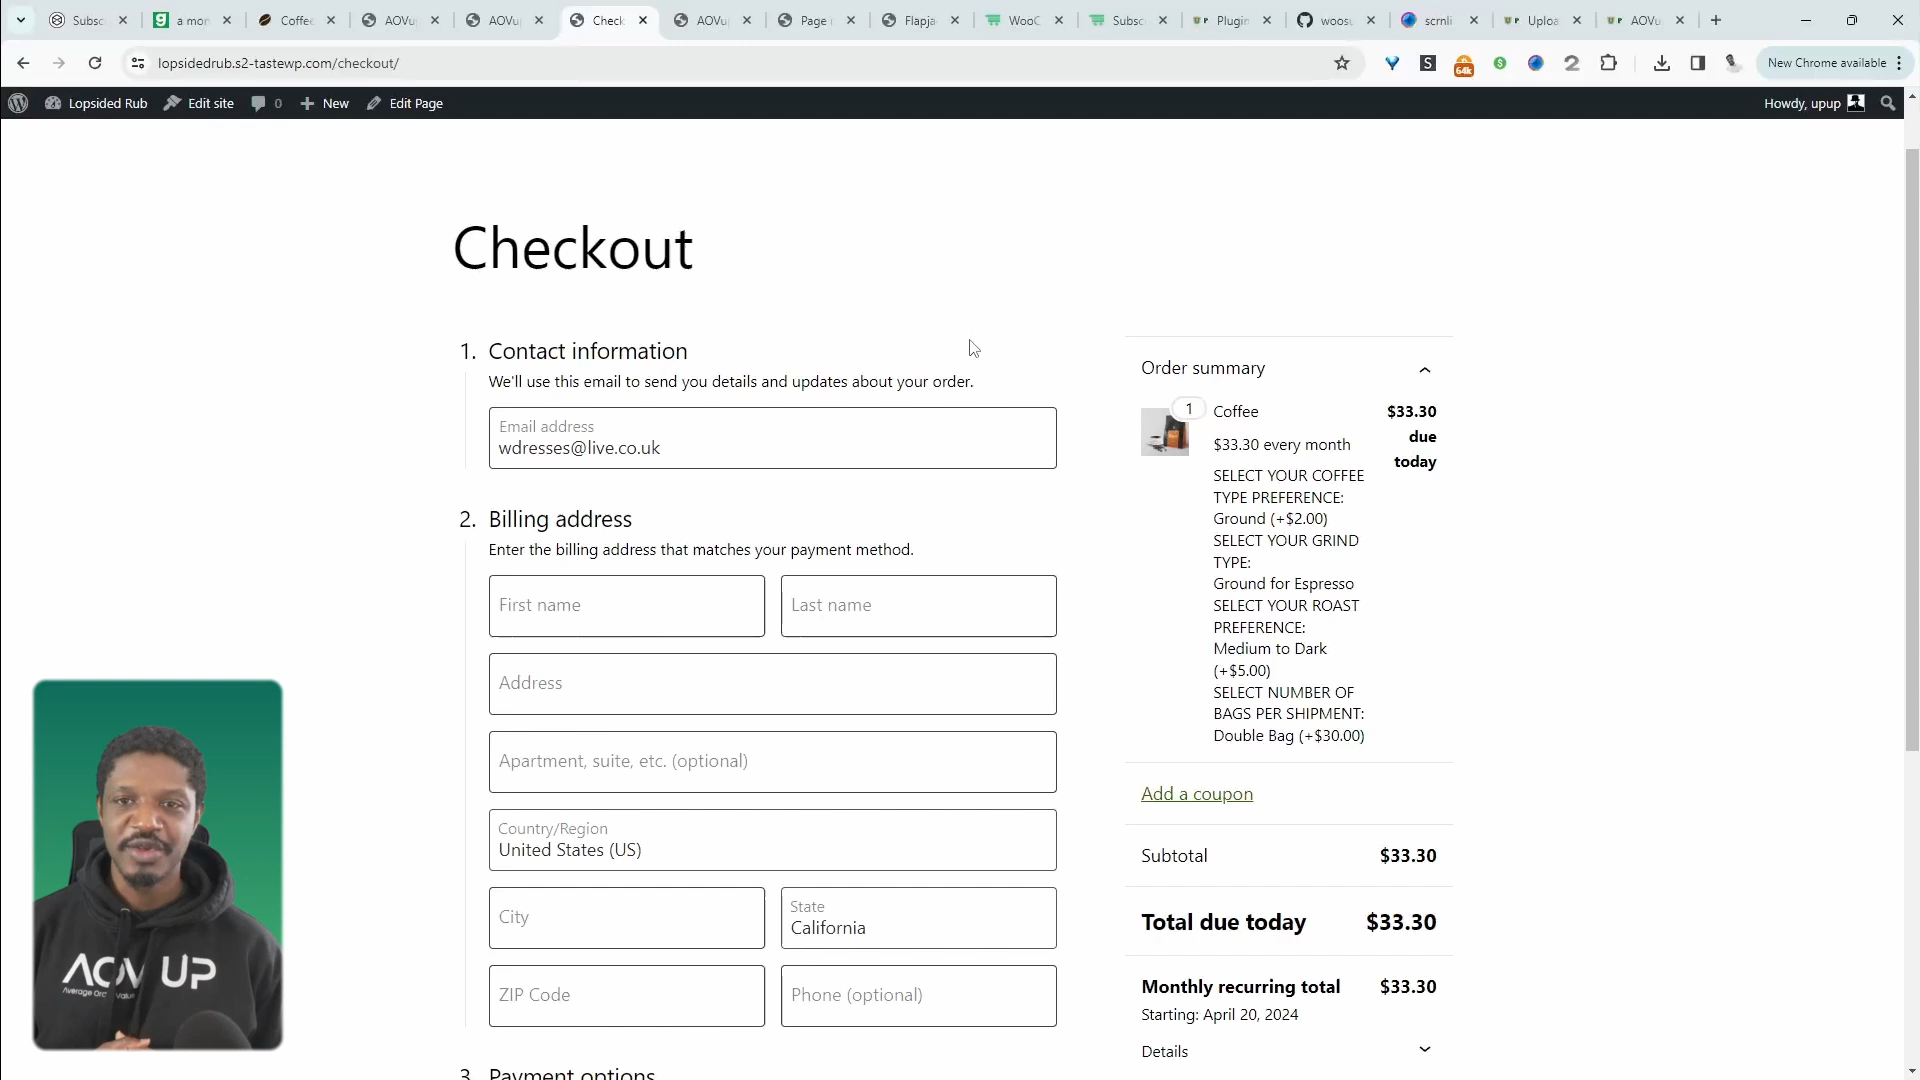 Subsc
a mon
Coffee
AOVu
AOVu
Check
AOVu
Page
Flapja
WooC
Subsc
Plugin
woos
scrnli
Uploa
AOVu
lopsidedrub.s2-tastewp.com/checkout/
S
64k
New Chrome available
Lopsided Rub
Edit site
0
New
Edit Page
Howdy, upup
Checkout
1. Contact information
We'll use this email to send you details and updates about your order.
Email address
wdresses@live.co.uk
2. Billing address
Enter the billing address that matches your payment method.
First name
Last name
Address
Apartment, suite, etc. (optional)
Country/Region
United States (US)
City
State
California
ZIP Code
Phone (optional)
3. Payment options
Order summary
1
Coffee
$33.30
due
today
$33.30 every month
SELECT YOUR COFFEE
TYPE PREFERENCE:
Ground (+$2.00)
SELECT YOUR GRIND
TYPE:
Ground for Espresso
SELECT YOUR ROAST
PREFERENCE:
Medium to Dark
(+$5.00)
SELECT NUMBER OF
BAGS PER SHIPMENT:
Double Bag (+$30.00)
Add a coupon
Subtotal $33.30
Total due today $33.30
Monthly recurring total $33.30
Starting: April 20, 2024
Details
AOV UP